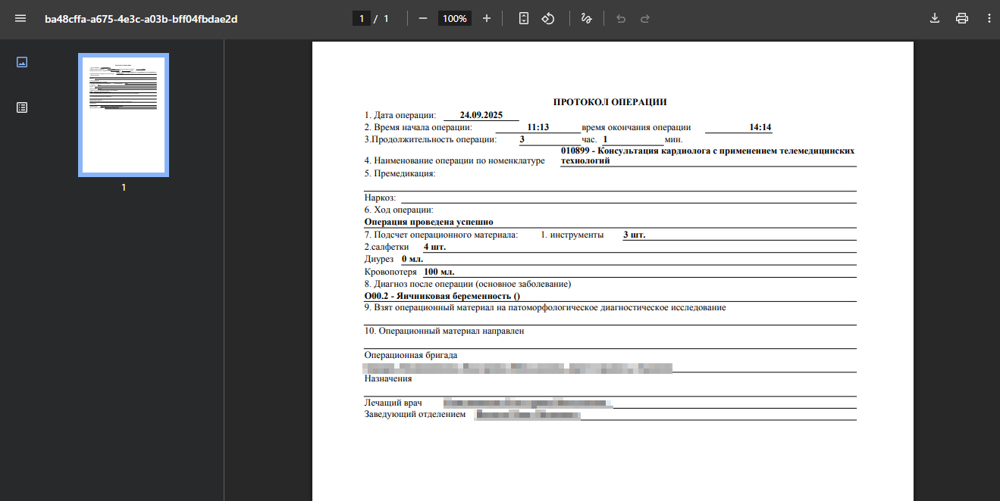 ba48cffa-a675-4e3c-a03b-bff04fbdae2d
1 / 1
100%
1
ПРОТОКОЛ ОПЕРАЦИИ
1. Дата операции: 24.09.2025
2. Время начала операции: 11:13 время окончания операции 14:14
3.Продолжительность операции: 3 час. 1 мин.
010899 - Консультация кардиолога с применением телемедицинских
4. Наименование операции по номенклатуре технологий
5. Премедикация:
Наркоз:
6. Ход операции:
Операция проведена успешно
7. Подсчет операционного материала: 1. инструменты 3 шт.
2.салфетки 4 шт.
Диурез 0 мл.
Кровопотеря 100 мл.
8. Диагноз после операции (основное заболевание)
O00.2 - Яичниковая беременность ()
9. Взят операционный материал на патоморфологическое диагностическое исследование
10. Операционный материал направлен
Операционная бригада
Назначения
Лечащий врач
Заведующий отделением